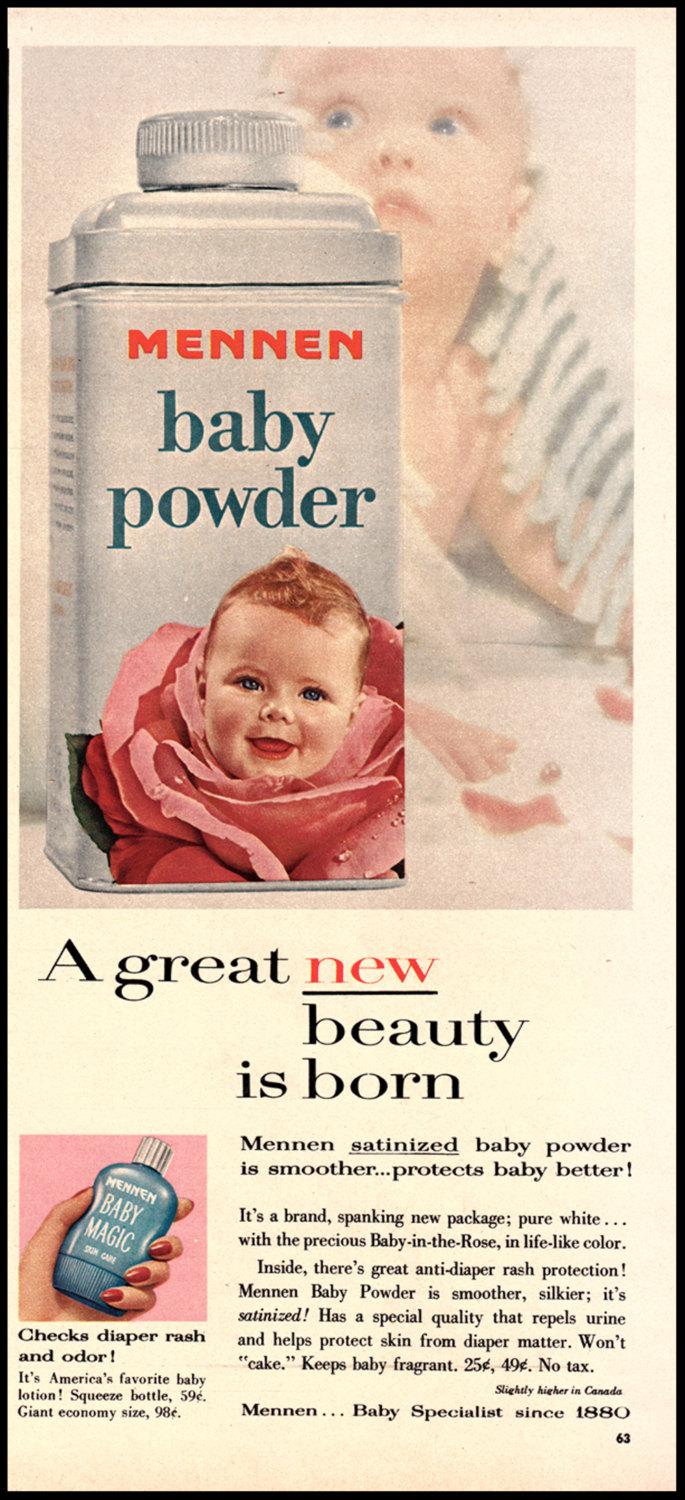 MENNEN
baby
powder
A great new
beauty
is born
MENNEN
BABY
MAGIC
SKIN CARE
Checks diaper rash
and odor!
It's America's favorite baby
lotion! Squeeze bottle, 59¢.
Giant economy size, 98¢.
Mennen satinized baby powder
is smoother...protects baby better!
It's a brand, spanking new package; pure white...
with the precious Baby-in-the-Rose, in life-like color.
Inside, there's great anti-diaper rash protection!
Mennen Baby Powder is smoother, silkier; it's
satinized! Has a special quality that repels urine
and helps protect skin from diaper matter. Won't
"cake." Keeps baby fragrant. 25¢, 49¢. No tax.
Slightly higher in Canada
Mennen... Baby Specialist since 1880
63